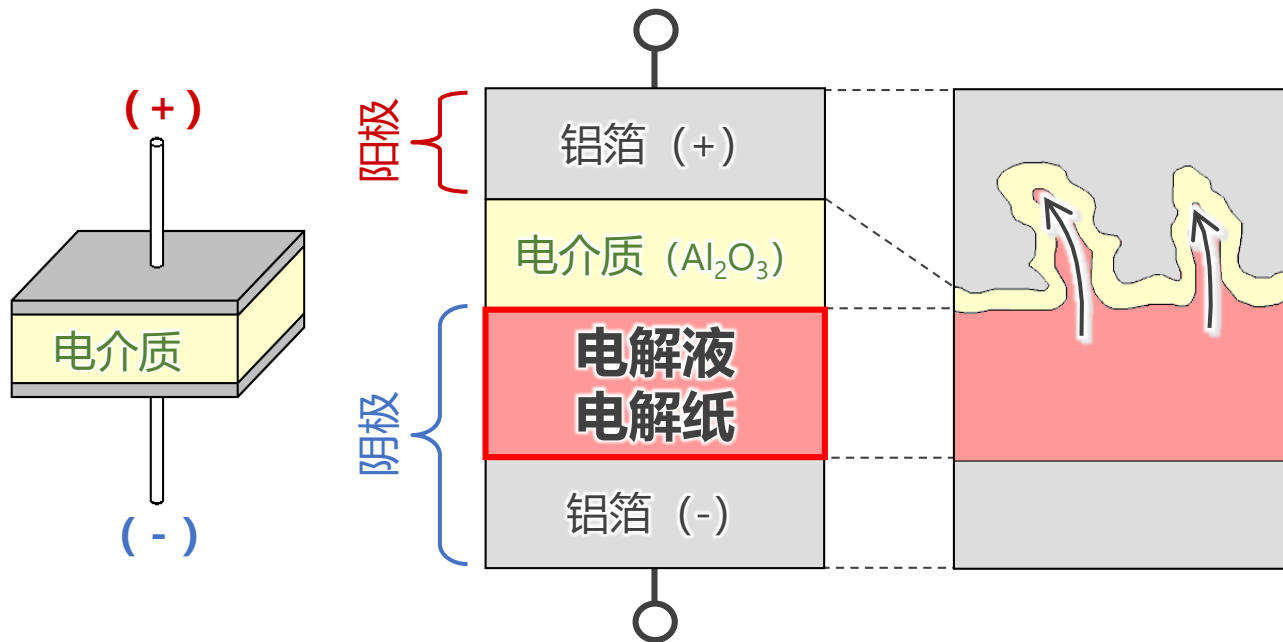 (+)
电介质
(-)
阳极
铝箔（+）
电介质（Al₂O₃）
阴极
电解液
电解纸
铝箔（-）